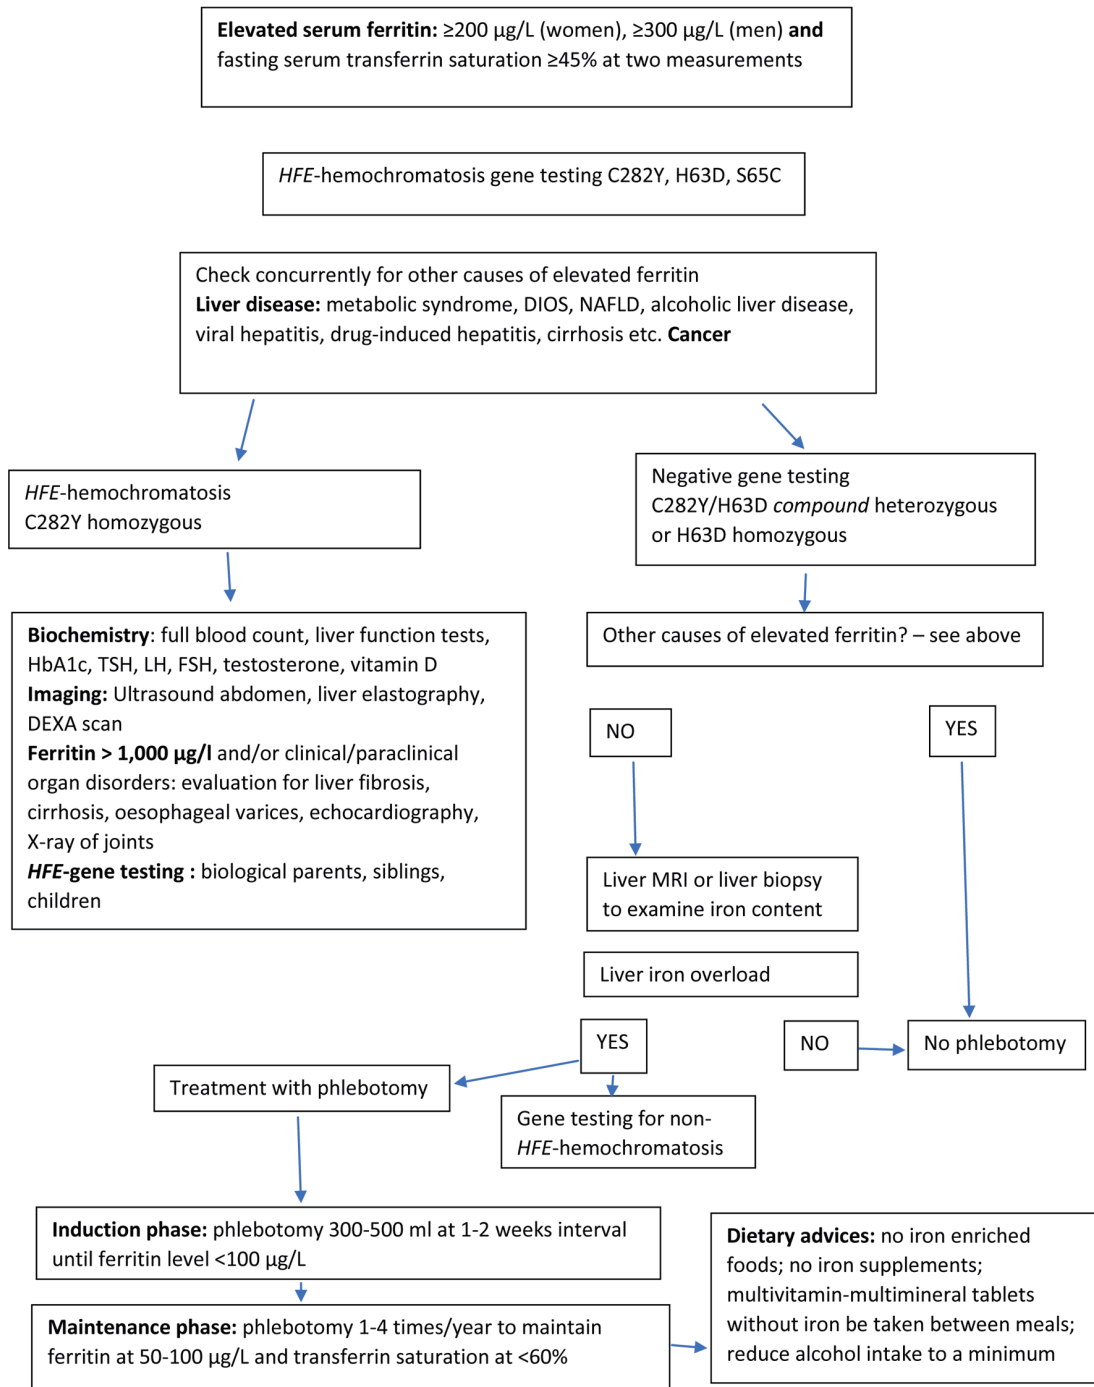 Elevated serum ferritin: ≥200 µg/L (women), ≥300 µg/L (men) and
fasting serum transferrin saturation ≥45% at two measurements
HFE-hemochromatosis gene testing C282Y, H63D, S65C
Check concurrently for other causes of elevated ferritin
Liver disease: metabolic syndrome, DIOS, NAFLD, alcoholic liver disease,
viral hepatitis, drug-induced hepatitis, cirrhosis etc. Cancer
HFE-hemochromatosis
C282Y homozygous
Negative gene testing
C282Y/H63D compound heterozygous
or H63D homozygous
Biochemistry: full blood count, liver function tests,
HbA1c, TSH, LH, FSH, testosterone, vitamin D
Imaging: Ultrasound abdomen, liver elastography,
DEXA scan
Ferritin > 1,000 µg/l and/or clinical/paraclinical
organ disorders: evaluation for liver fibrosis,
cirrhosis, oesophageal varices, echocardiography,
X-ray of joints
HFE-gene testing : biological parents, siblings,
children
Other causes of elevated ferritin? – see above
NO
YES
Liver MRI or liver biopsy
to examine iron content
Liver iron overload
YES
NO
No phlebotomy
Treatment with phlebotomy
Gene testing for non-
HFE-hemochromatosis
Induction phase: phlebotomy 300-500 ml at 1-2 weeks interval
until ferritin level <100 µg/L
Maintenance phase: phlebotomy 1-4 times/year to maintain
ferritin at 50-100 µg/L and transferrin saturation at <60%
Dietary advices: no iron enriched
foods; no iron supplements;
multivitamin-multimineral tablets
without iron be taken between meals;
reduce alcohol intake to a minimum